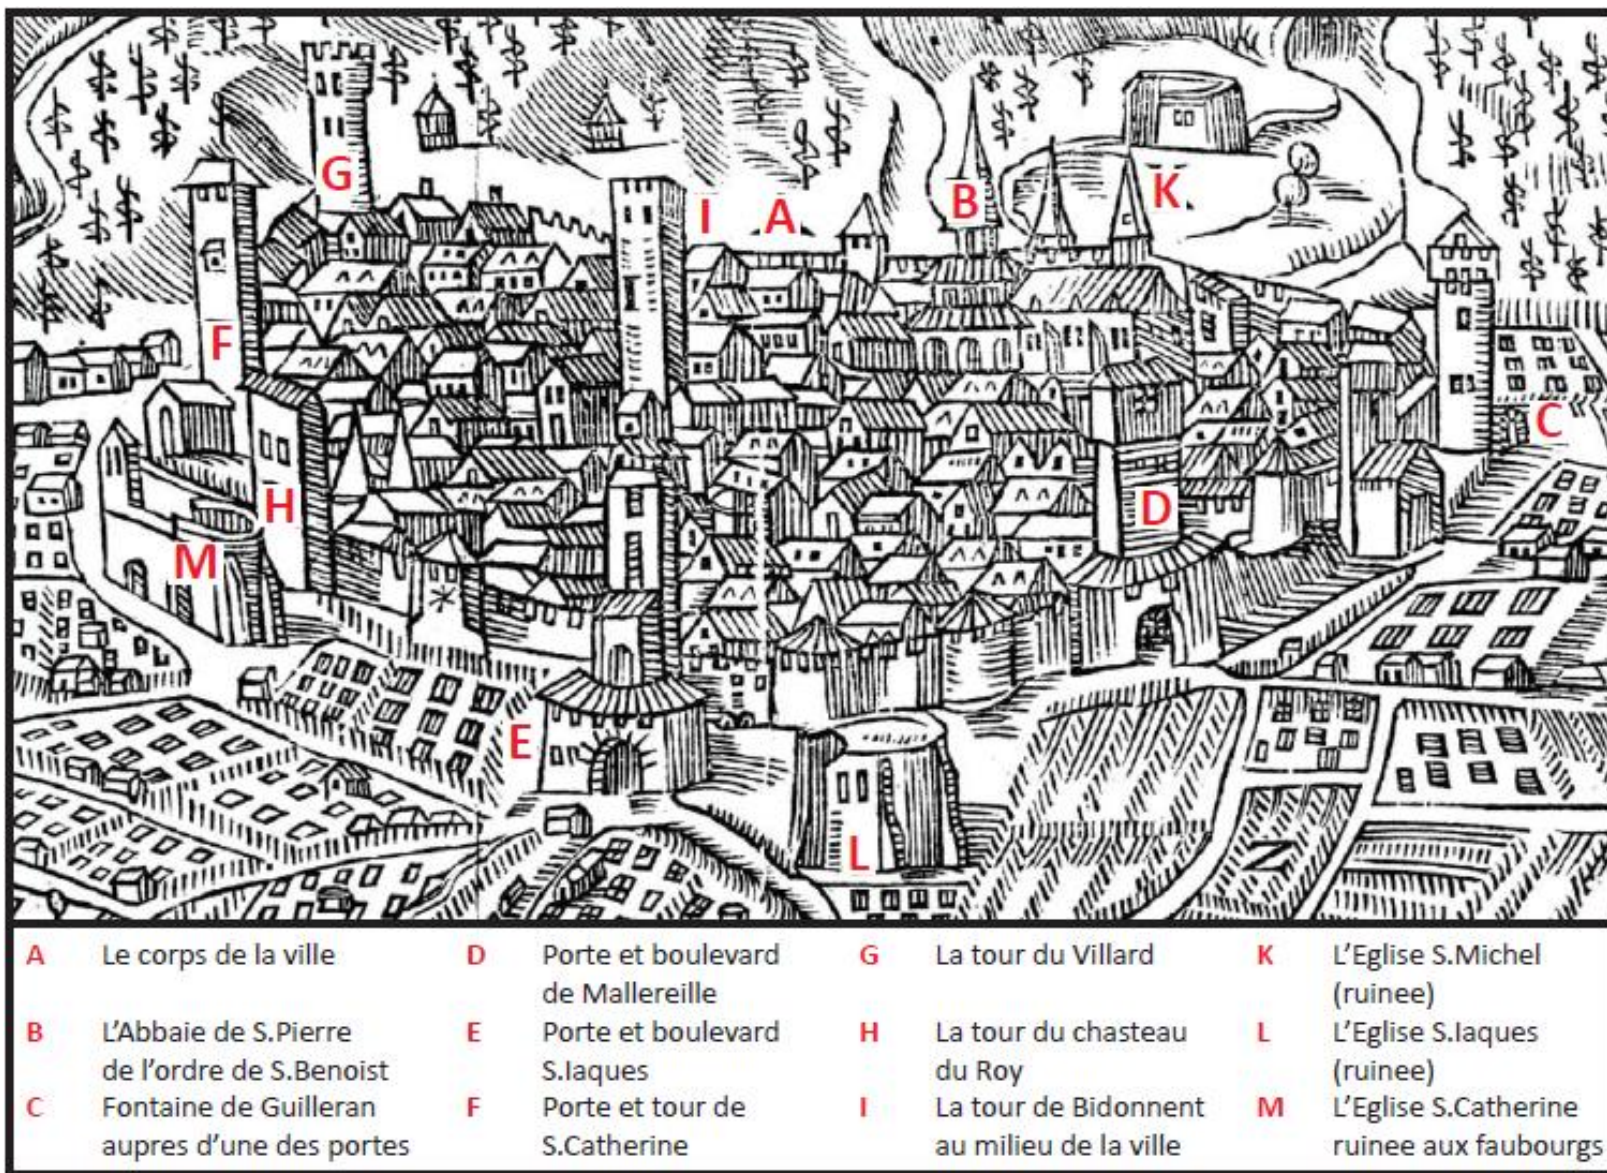 G
I
A
B
K
F
C
H
D
M
E
L
A Le corps de la ville
B L'Abbaie de S.Pierre
de l'ordre de S.Benoist
C Fontaine de Guilleran
aupres d'une des portes
D Porte et boulevard
de Mallereille
E Porte et boulevard
S.Iaques
F Porte et tour de
S.Catherine
G La tour du Villard
H La tour du chasteau
du Roy
I La tour de Bidonnent
au milieu de la ville
K L'Eglise S.Michel
(ruinee)
L L'Eglise S.Iaques
(ruinee)
M L'Eglise S.Catherine
ruinee aux faubourgs